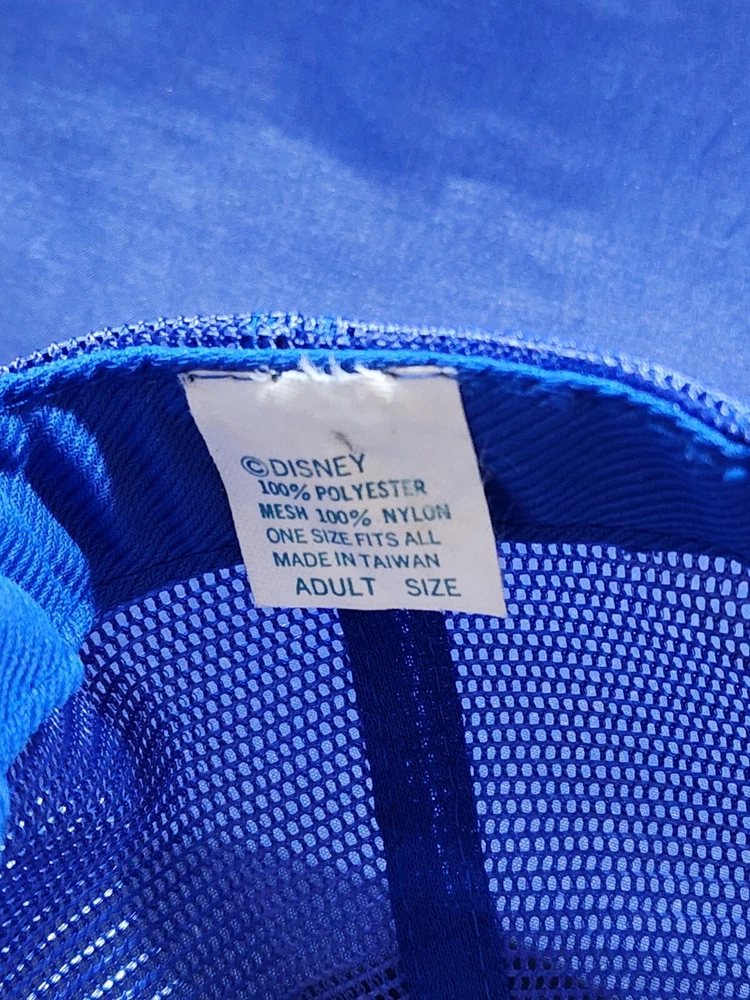 ©DISNEY
100% POLYESTER
MESH 100% NYLON
ONE SIZE FITS ALL
MADE IN TAIWAN
ADULT SIZE